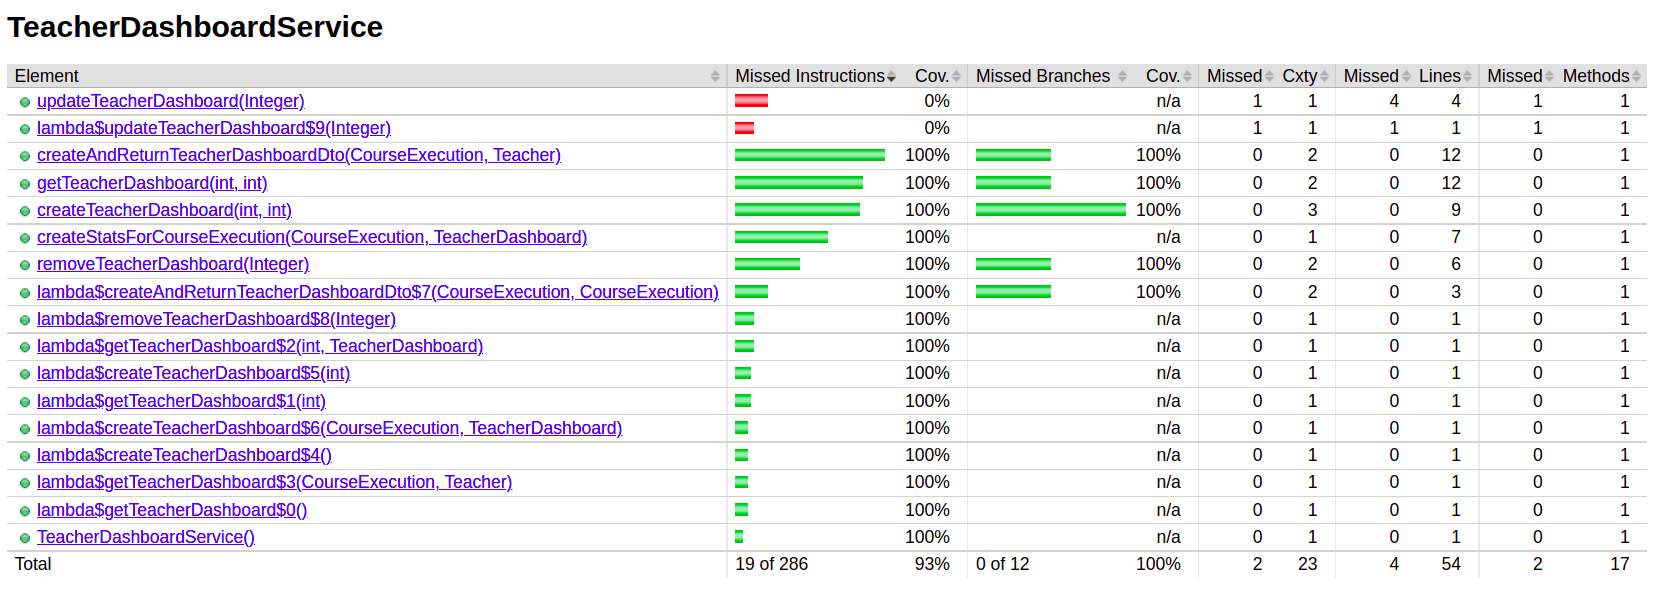 TeacherDashboardService
Element Missed Instructions Cov. Missed Branches Cov. Missed Cxty Missed Lines Missed Methods
updateTeacherDashboard(Integer) 0% n/a 1 1 4 4 1 1
lambda$updateTeacherDashboard$9(Integer) 0% n/a 1 1 1 1 1 1
createAndReturnTeacherDashboardDto(CourseExecution, Teacher) 100% 100% 0 2 0 12 0 1
getTeacherDashboard(int, int) 100% 100% 0 2 0 12 0 1
createTeacherDashboard(int, int) 100% 100% 0 3 0 9 0 1
createStatsForCourseExecution(CourseExecution, TeacherDashboard) 100% n/a 0 1 0 7 0 1
removeTeacherDashboard(Integer) 100% 100% 0 2 0 6 0 1
lambda$createAndReturnTeacherDashboardDto$7(CourseExecution, CourseExecution) 100% 100% 0 2 0 3 0 1
lambda$removeTeacherDashboard$8(Integer) 100% n/a 0 1 0 1 0 1
lambda$getTeacherDashboard$2(int, TeacherDashboard) 100% n/a 0 1 0 1 0 1
lambda$createTeacherDashboard$5(int) 100% n/a 0 1 0 1 0 1
lambda$getTeacherDashboard$1(int) 100% n/a 0 1 0 1 0 1
lambda$createTeacherDashboard$6(CourseExecution, TeacherDashboard) 100% n/a 0 1 0 1 0 1
lambda$createTeacherDashboard$4() 100% n/a 0 1 0 1 0 1
lambda$getTeacherDashboard$3(CourseExecution, Teacher) 100% n/a 0 1 0 1 0 1
lambda$getTeacherDashboard$0() 100% n/a 0 1 0 1 0 1
TeacherDashboardService() 100% n/a 0 1 0 1 0 1
Total 19 of 286 93% 0 of 12 100% 2 23 4 54 2 17